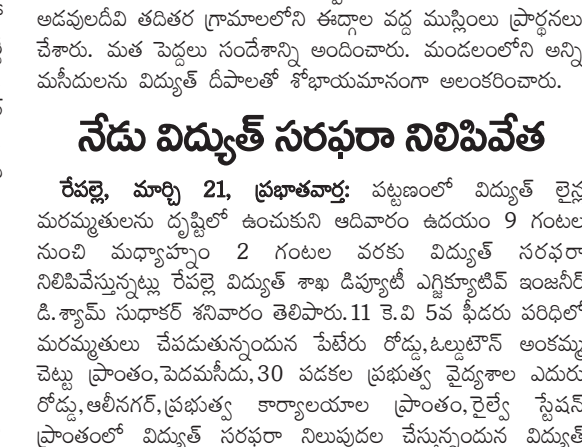 అడవులదీవి తదితర గ్రామాలలోని ఈద్గాల వద్ద ముస్లింలు ప్రార్థనలు
చేశారు. మత పెద్దలు సందేశాన్ని అందించారు. మండలంలోని అన్ని
మసీదులను విద్యుత్ దీపాలతో శోభాయమానంగా అలంకరించారు.
నేడు విద్యుత్ సరఫరా నిలిపివేత
రేపల్లె, మార్చి 21, ప్రభాతవార్త: పట్టణంలో విద్యుత్ లైన్ల
మరమ్మతులను దృష్టిలో ఉంచుకుని ఆదివారం ఉదయం 9 గంటల
నుంచి మధ్యాహ్నం 2 గంటల వరకు విద్యుత్ సరఫరా
నిలిపివేస్తున్నట్లు రేపల్లె విద్యుత్ శాఖ డిప్యూటీ ఎగ్జిక్యూటివ్ ఇంజనీర్
డి.శ్యామ్ సుధాకర్ శనివారం తెలిపారు.11 కె.వి 5వ ఫీడరు పరిధిలో
మరమ్మతులు చేపడుతున్నందున పేటేరు రోడ్డు,ఓల్డుటౌన్ అంకమ్మ
చెట్టు ప్రాంతం,పెదమసీదు,30 పడకల ప్రభుత్వ వైద్యశాల ఎదురు
రోడ్డు,ఆలీనగర్,ప్రభుత్వ కార్యాలయాల ప్రాంతం,రైల్వే స్టేషన్
ప్రాంతంలో విద్యుత్ సరఫరా నిలుపుదల చేస్తున్నందున విద్యుత్